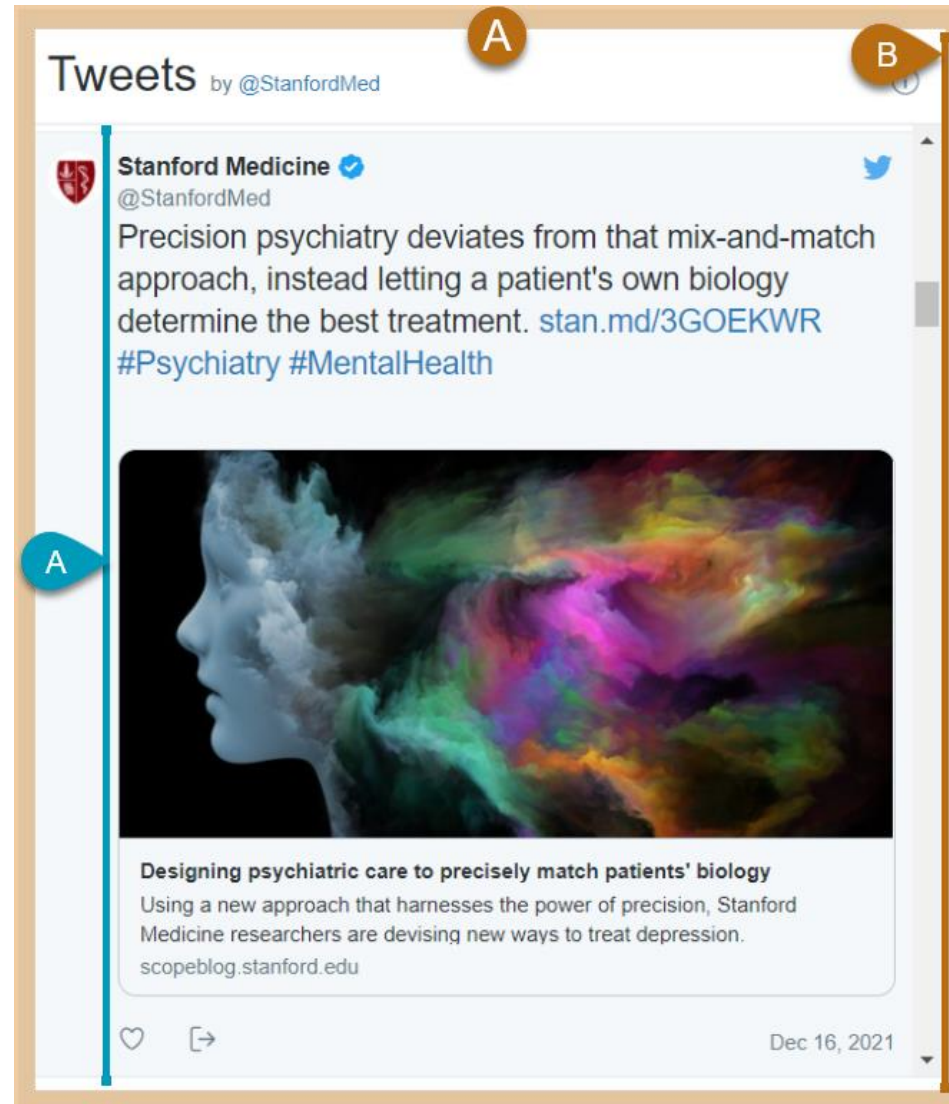 A
B
Tweets by @StanfordMed
Stanford Medicine
@StanfordMed
Precision psychiatry deviates from that mix-and-match
approach, instead letting a patient's own biology
determine the best treatment. stan.md/3GOEKWR
#Psychiatry #MentalHealth
A
Designing psychiatric care to precisely match patients' biology
Using a new approach that harnesses the power of precision, Stanford
Medicine researchers are devising new ways to treat depression.
scopeblog.stanford.edu
Dec 16, 2021